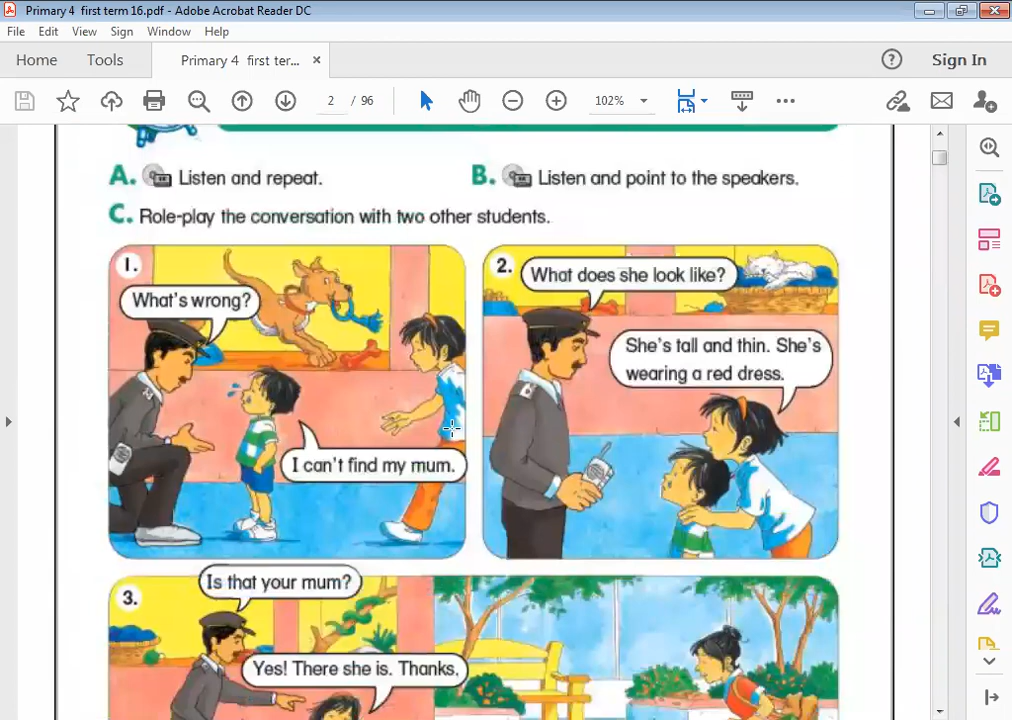 Primary 4 first term 16.pdf - Adobe Acrobat Reader DC
File Edit View Sign Window Help
Home Tools Primary 4 first ter... × Sign In
2 / 96 102%
A. Listen and repeat. B. Listen and point to the speakers.
C. Role-play the conversation with two other students.
1.
What's wrong?
I can't find my mum.
2.
What does she look like?
She's tall and thin. She's
wearing a red dress.
3.
Is that your mum?
Yes! There she is. Thanks.